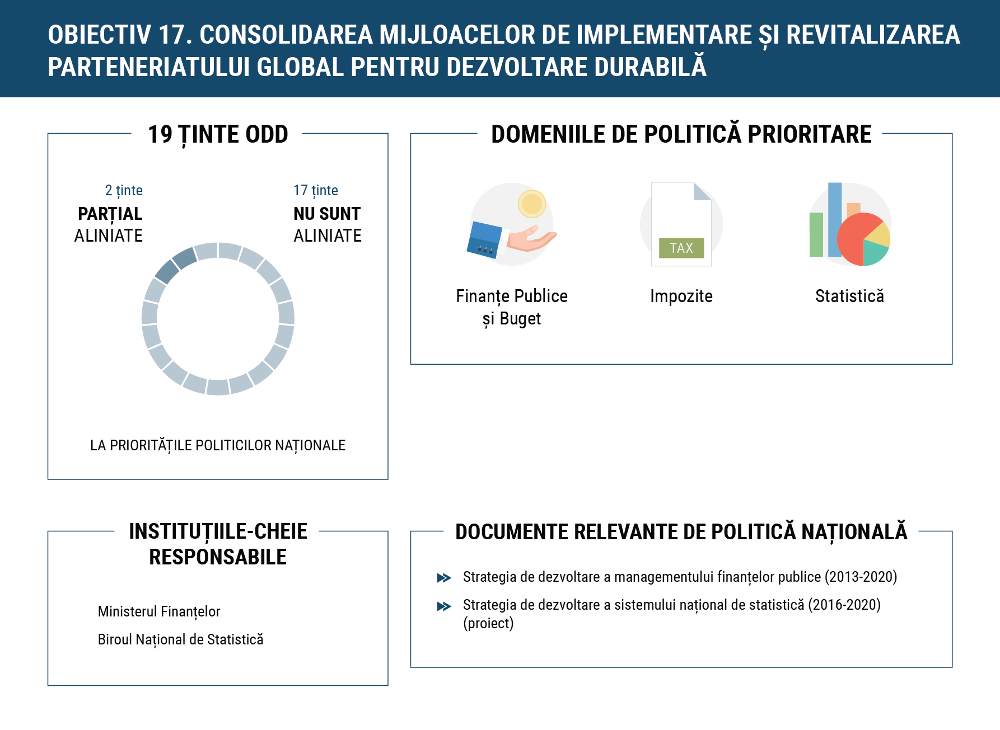 OBIECTIV 17. CONSOLIDAREA MIJLOACELOR DE IMPLEMENTARE ȘI REVITALIZAREA
PARTENERIATULUI GLOBAL PENTRU DEZVOLTARE DURABILĂ
19 ȚINTE ODD
2 ținte
PARȚIAL
ALINIATE
17 ținte
NU SUNT
ALINIATE
LA PRIORITĂȚILE POLITICILOR NAȚIONALE
DOMENIILE DE POLITICĂ PRIORITARE
TAX
Finanțe Publice
și Buget
Impozite
Statistică
INSTITUȚIILE-CHEIE
RESPONSABILE
Ministerul Finanțelor
Biroul Național de Statistică
DOCUMENTE RELEVANTE DE POLITICĂ NAȚIONALĂ
Strategia de dezvoltare a managementului finanțelor publice (2013-2020)
Strategia de dezvoltare a sistemului național de statistică (2016-2020)
(proiect)